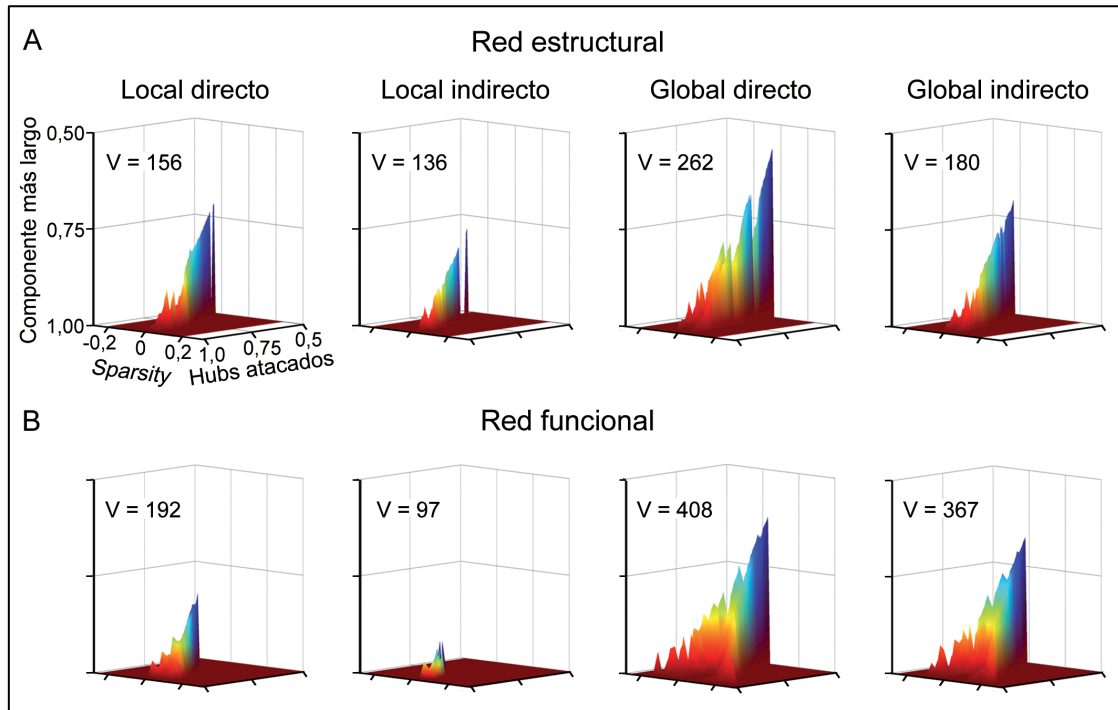 A
Red estructural
Local directo
Local indirecto
Global directo
Global indirecto
Componente más largo
0,50
0,75
1,00
V = 156
V = 136
V = 262
V = 180
-0,2
0
0,2
Sparsity
1,0
0,75
0,5
Hubs atacados
B
Red funcional
V = 192
V = 97
V = 408
V = 367